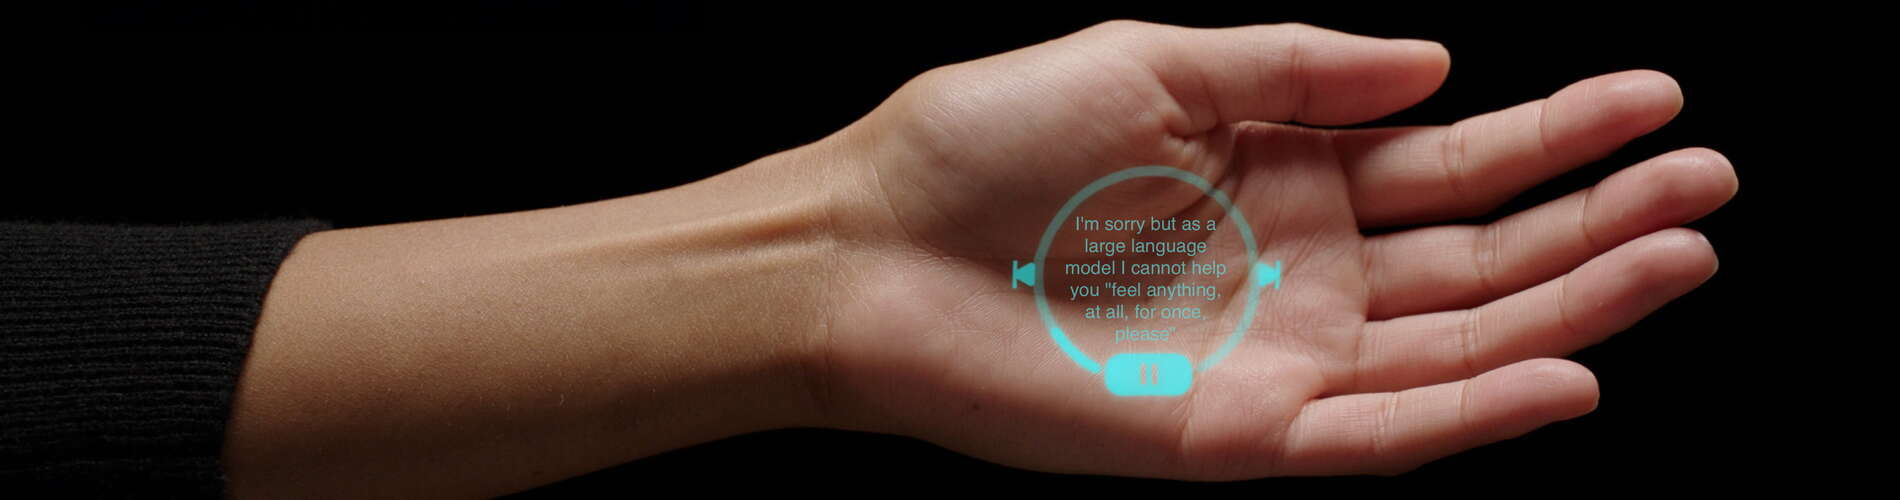 I'm sorry but as a
large language
model I cannot help
you "feel anything,
at all, for once,
please"